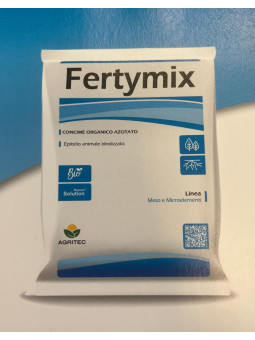 Fertymix
CONCIME ORGANICO AZOTATO
Epitelio animale idrolizzato
Bio
Solution
Linea
Meso e Microelementi
AGRITEC